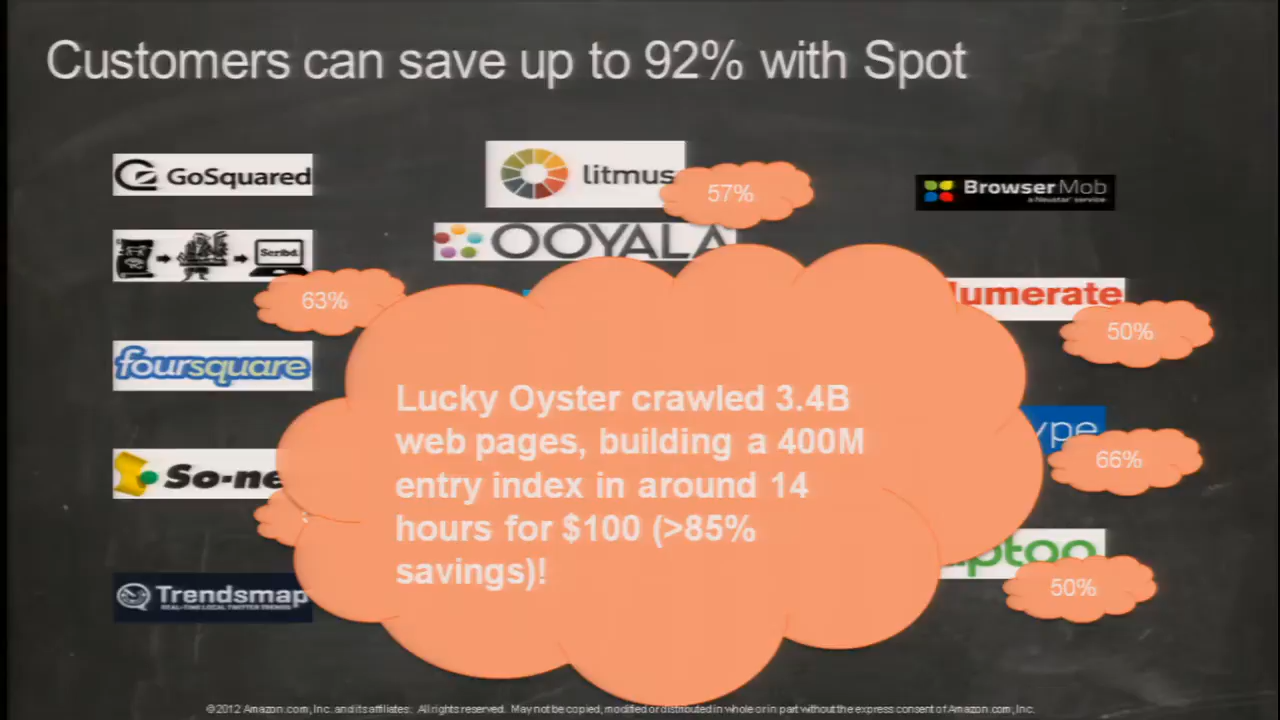 Customers can save up to 92% with Spot
GoSquared
litmus
57%
BrowserMob
a Neustar service
Scribd.
OOYALA
63%
lumerate
50%
foursquare
Lucky Oyster crawled 3.4B
web pages, building a 400M
entry index in around 14
hours for $100 (>85%
savings)!
ype
66%
So-ne
ptoo
50%
Trendsmap
REAL-TIME LOCAL TWITTER TRENDS
©2012 Amazon.com, Inc. and its affiliates. All rights reserved. May not be copied, modified or distributed in whole or in part without the express consent of Amazon.com, Inc.